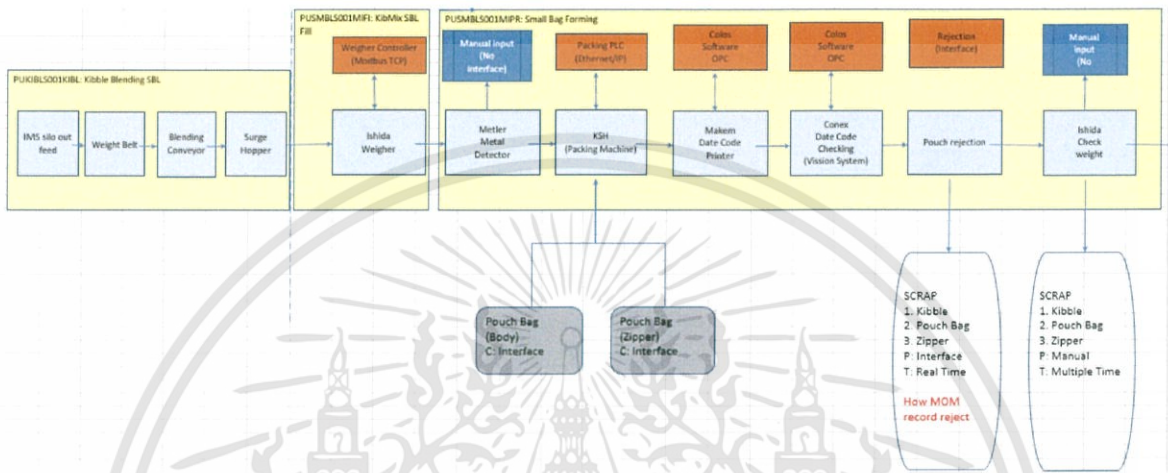 PUKIBLS001KIBL: Kibble Blending SBL
IMS silo out
feed
Weight Belt
Blending
Conveyor
Surge
Hopper
PUSMBLS001MIFI: KibMix SBL
Fill
Weigher Controller
(Modbus TCP)
Ishida
Weigher
PUSMBLS001MIPR: Small Bag Forming
Manual input
(No
interface)
Packing PLC
(Ethernet/IP)
Colos
Software
OPC
Colos
Software
OPC
Rejection
(Interface)
Manual
input
(No
Metler
Metal
Detector
KSH
(Packing Machine)
Makem
Date Code
Printer
Conex
Date Code
Checking
(Vission System)
Pouch rejection
Ishida
Check
weight
Pouch Bag
(Body)
C: Interface
Pouch Bag
(Zipper)
C: Interface
SCRAP
1. Kibble
2. Pouch Bag
3. Zipper
P: Interface
T: Real Time
How MOM
record reject
SCRAP
1. Kibble
2. Pouch Bag
3. Zipper
P: Manual
T: Multiple Time